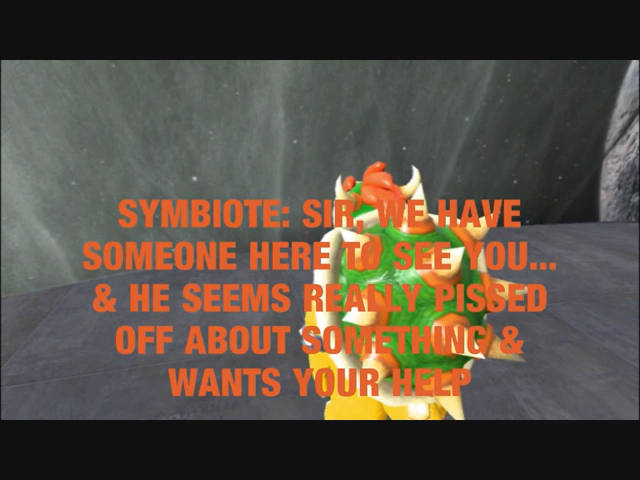 SYMBIOTE: SIR, WE HAVE
SOMEONE HERE TO SEE YOU...
& HE SEEMS REALLY PISSED
OFF ABOUT SOMETHING &
WANTS YOUR HELP